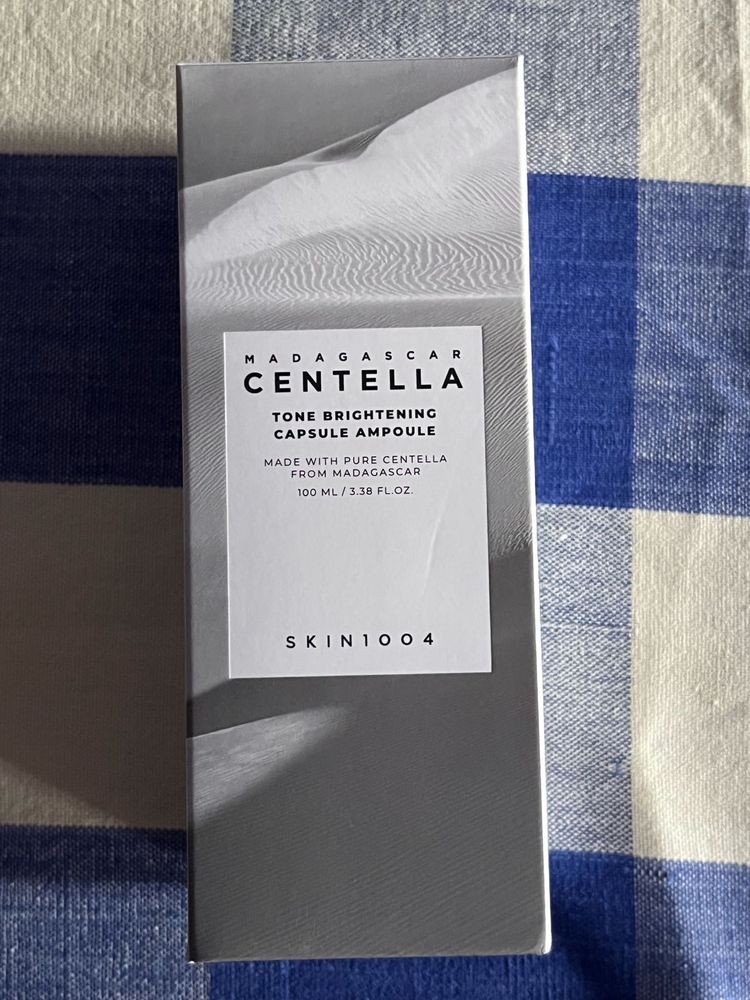 MADAGASCAR
CENTELLA
TONE BRIGHTENING
CAPSULE AMPOULE
MADE WITH PURE CENTELLA
FROM MADAGASCAR
100 ML / 3.38 FL.OZ.
SKIN1004